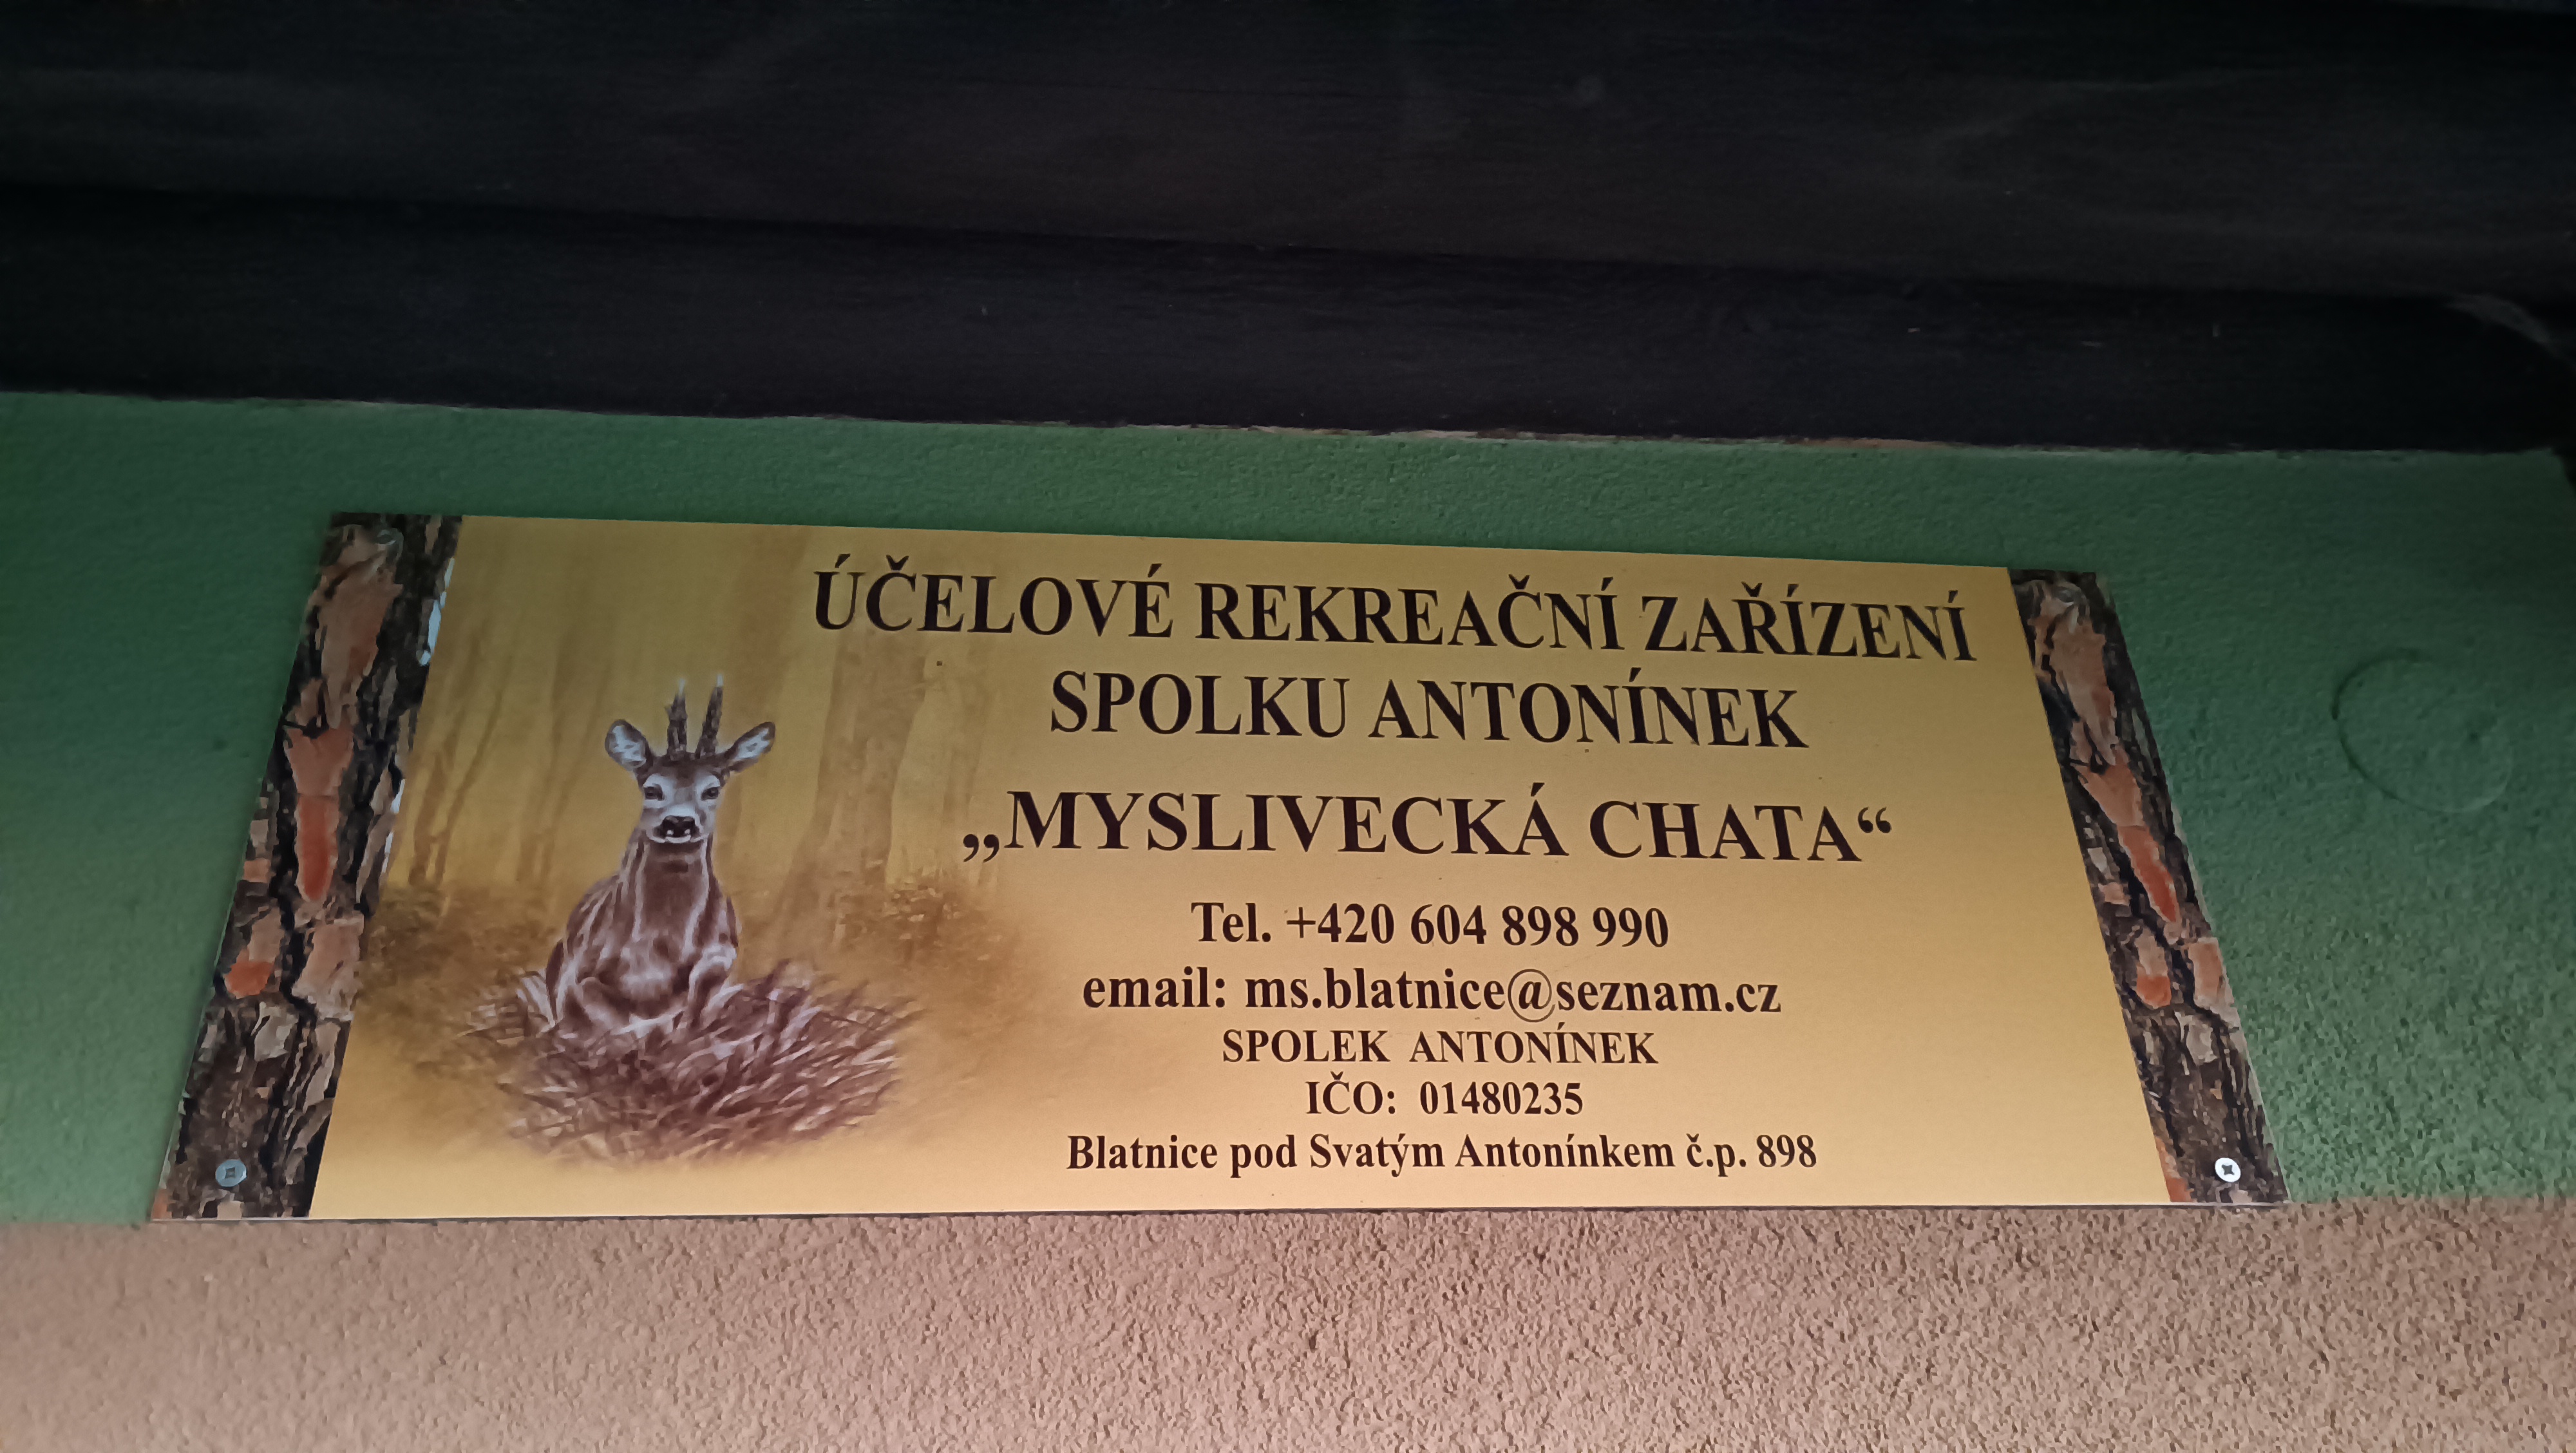 ÚČELOVÉ REKREAČNÍ ZAŘÍZENÍ
SPOLKU ANTONÍNEK
„MYSLIVECKÁ CHATA“
Tel. +420 604 898 990
email: ms.blatnice@seznam.cz
SPOLEK ANTONÍNEK
IČO: 01480235
Blatnice pod Svatým Antonínkem č.p. 898